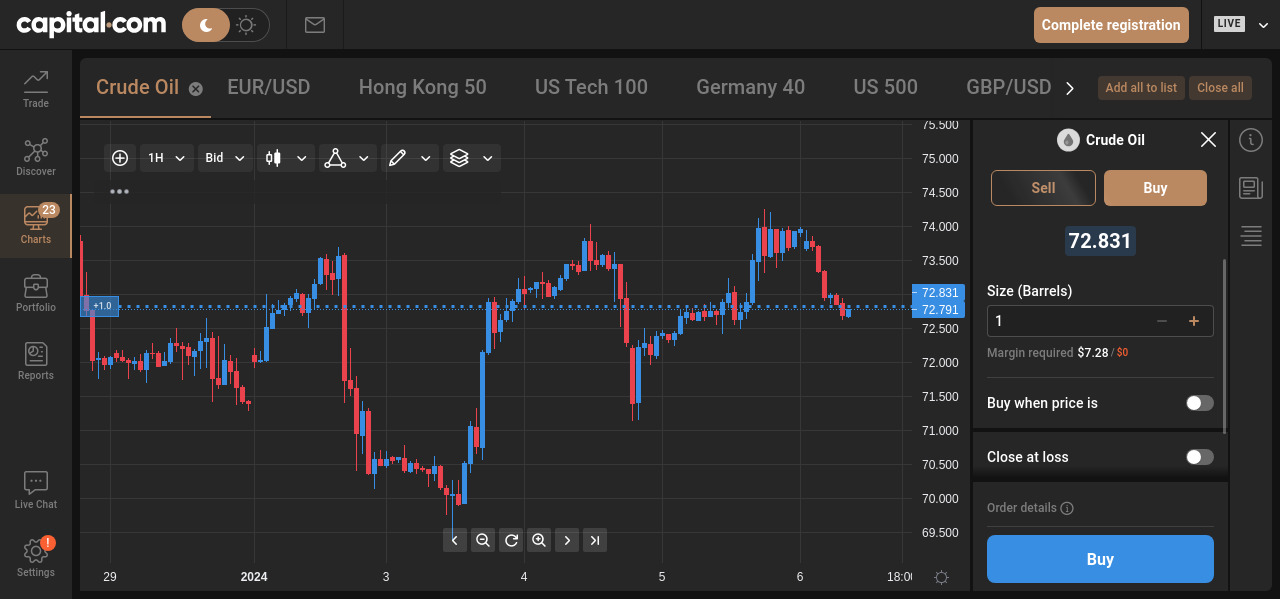 capital.com
Complete registration
LIVE
Trade
Discover
23
Charts
Portfolio
Reports
Live Chat
!
Settings
Crude Oil
EUR/USD
Hong Kong 50
US Tech 100
Germany 40
US 500
GBP/USD
Add all to list
Close all
1H
Bid
75.500
75.000
74.500
74.000
73.500
72.831
72.791
72.500
72.000
71.500
71.000
70.500
70.000
69.500
+1.0
29
2024
3
4
5
6
18:00
Crude Oil
Sell
Buy
72.831
Size (Barrels)
1
Margin required $7.28 / $0
Buy when price is
Close at loss
Order details
Buy